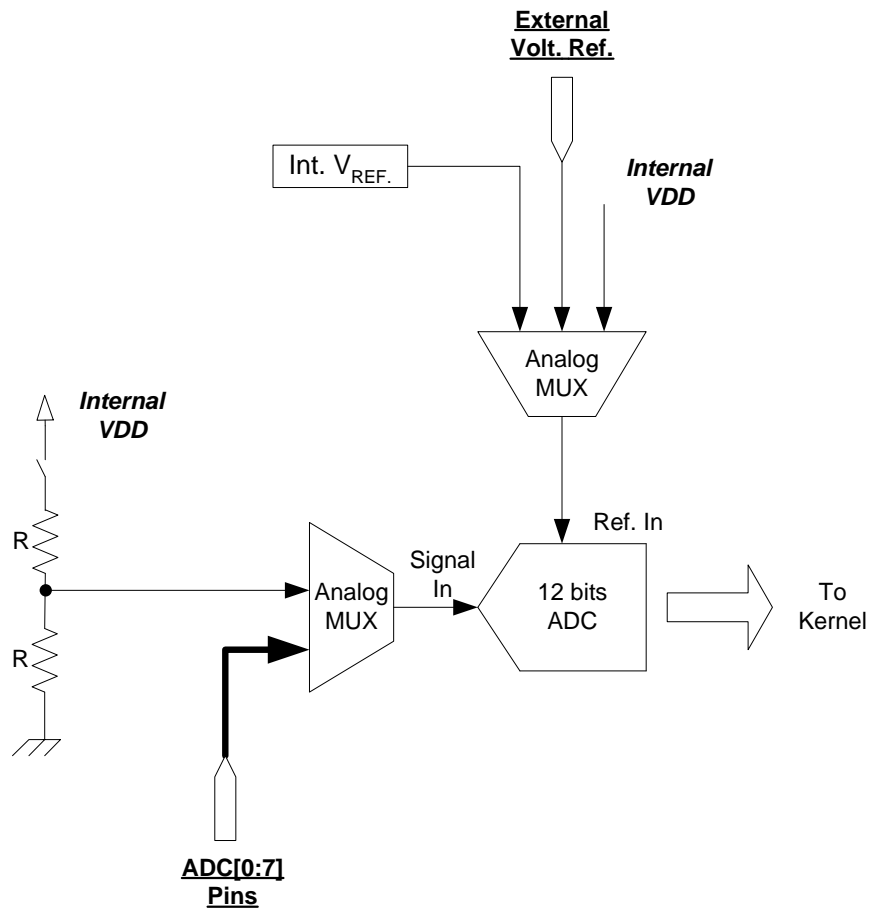 External
Volt. Ref.
Int. VREF.
Internal
VDD
Analog
MUX
Internal
VDD
Ref. In
R
Signal
In
Analog
MUX
12 bits
ADC
To
Kernel
R
ADC[0:7]
Pins